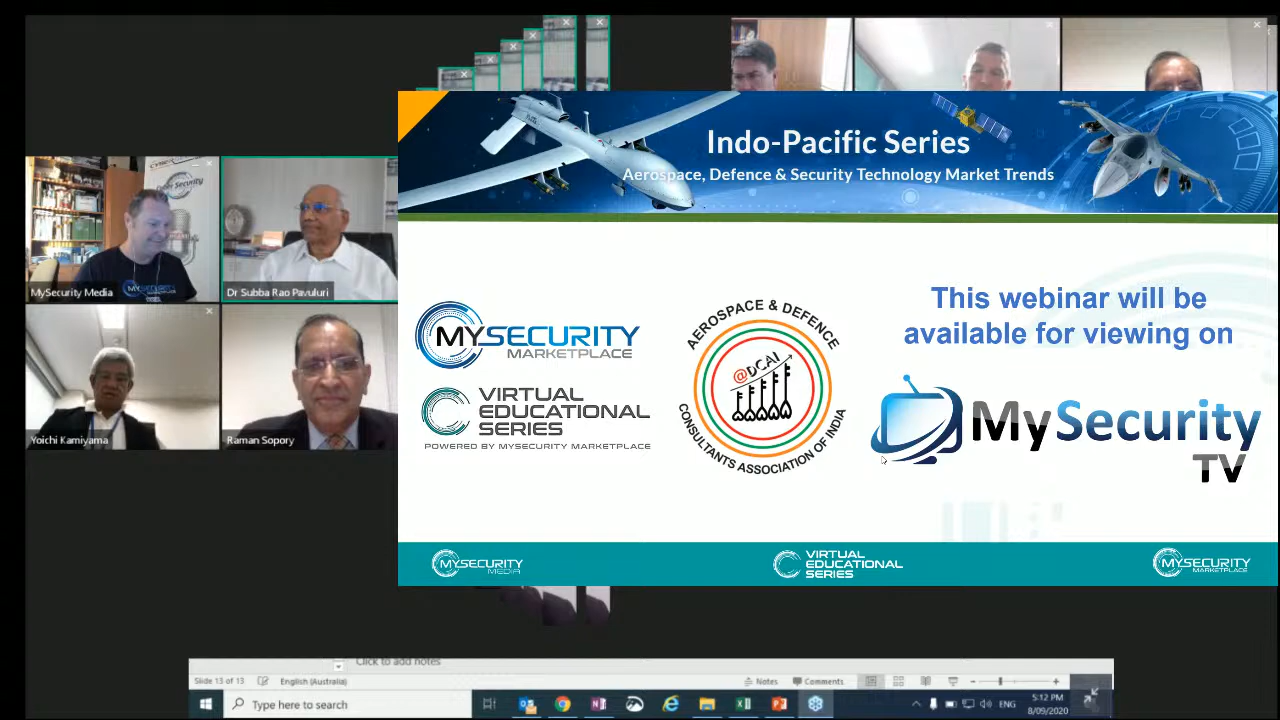 Indo-Pacific Series
Aerospace, Defence & Security Technology Market Trends
MySecurity Media
Dr Subba Rao Pavuluri
Yoichi Kamiyama
Raman Sopory
MYSECURITY
MARKETPLACE
VIRTUAL
EDUCATIONAL
SERIES
POWERED BY MYSECURITY MARKETPLACE
AEROSPACE & DEFENCE
@DCAI
CONSULTANTS ASSOCIATION OF INDIA
This webinar will be
available for viewing on
MySecurity
TV
MYSECURITY
MEDIA
VIRTUAL
EDUCATIONAL
SERIES
MYSECURITY
MARKETPLACE
Click to add notes
Slide 13 of 13
English (Australia)
Notes
Comments
Type here to search
ENG
5:12 PM
8/09/2020